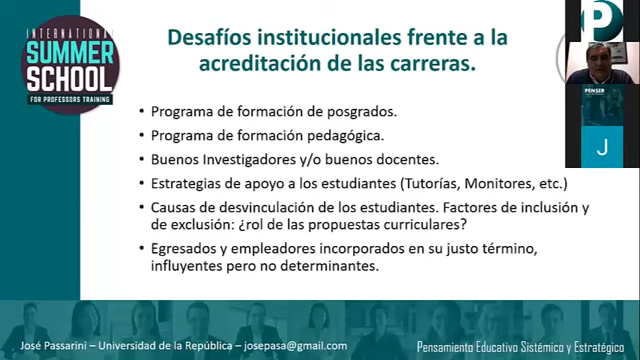 INTERNATIONAL
SUMMER
SCHOOL
FOR PROFESSORS TRAINING
Desafíos institucionales frente a la
acreditación de las carreras.
• Programa de formación de posgrados.
• Programa de formación pedagógica.
• Buenos Investigadores y/o buenos docentes.
• Estrategias de apoyo a los estudiantes (Tutorías, Monitores, etc.)
• Causas de desvinculación de los estudiantes. Factores de inclusión y
de exclusión: ¿rol de las propuestas curriculares?
• Egresados y empleadores incorporados en su justo término,
influyentes pero no determinantes.
P
PENSER
J
José Passarini – Universidad de la República – josepasa@gmail.com
Pensamiento Educativo Sistémico y Estratégico